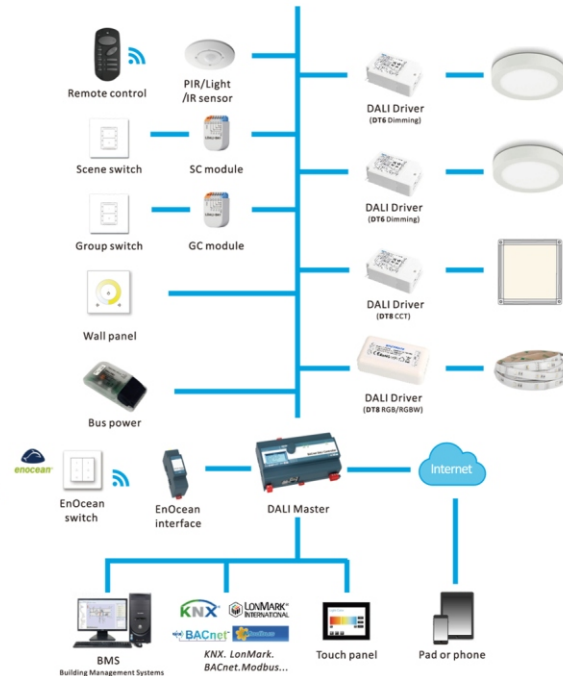 Remote control
PIR/Light
/IR sensor
DALI Driver
(DT6 Dimming)
Scene switch
SC module
DALI Driver
(DT6 Dimming)
Group switch
GC module
DALI Driver
(DT8 CCT)
Wall panel
DALI Driver
(DT8 RGB/RGBW)
Bus power
enocean
EnOcean
switch
EnOcean
interface
DALI Master
Internet
KNX
LONMARK
INTERNATIONAL
BACnet
BMS
Building Management Systems
KNX. LonMark.
BACnet.Modbus...
Touch panel
Pad or phone